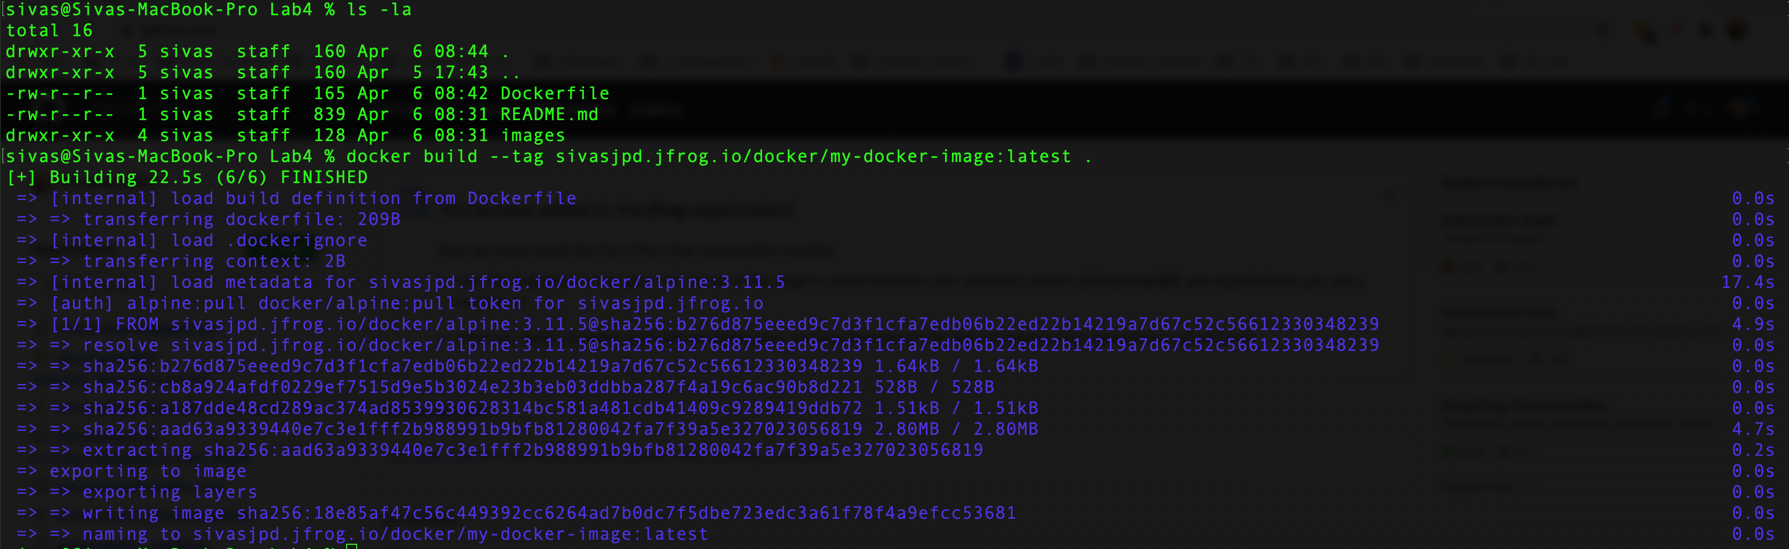 [sivas@Sivas-MacBook-Pro Lab4 % ls -la
total 16
drwxr-xr-x  5 sivas  staff  160 Apr  6 08:44 .
drwxr-xr-x  5 sivas  staff  160 Apr  5 17:43 ..
-rw-r--r--  1 sivas  staff  165 Apr  6 08:42 Dockerfile
-rw-r--r--  1 sivas  staff  839 Apr  6 08:31 README.md
drwxr-xr-x  4 sivas  staff  128 Apr  6 08:31 images
[sivas@Sivas-MacBook-Pro Lab4 % docker build --tag sivasjpd.jfrog.io/docker/my-docker-image:latest .
[+] Building 22.5s (6/6) FINISHED
=> [internal] load build definition from Dockerfile 0.0s
=> => transferring dockerfile: 209B 0.0s
=> [internal] load .dockerignore 0.0s
=> => transferring context: 2B 0.0s
=> [internal] load metadata for sivasjpd.jfrog.io/docker/alpine:3.11.5 17.4s
=> [auth] alpine:pull docker/alpine:pull token for sivasjpd.jfrog.io 0.0s
=> [1/1] FROM sivasjpd.jfrog.io/docker/alpine:3.11.5@sha256:b276d875eeed9c7d3f1cfa7edb06b22ed22b14219a7d67c52c56612330348239 4.9s
=> => resolve sivasjpd.jfrog.io/docker/alpine:3.11.5@sha256:b276d875eeed9c7d3f1cfa7edb06b22ed22b14219a7d67c52c56612330348239 0.0s
=> => sha256:b276d875eeed9c7d3f1cfa7edb06b22ed22b14219a7d67c52c56612330348239 1.64kB / 1.64kB 0.0s
=> => sha256:cb8a924afdf0229ef7515d9e5b3024e23b3eb03ddbba287f4a19c6ac90b8d221 528B / 528B 0.0s
=> => sha256:a187dde48cd289ac374ad8539930628314bc581a481cdb41409c9289419ddb72 1.51kB / 1.51kB 0.0s
=> => sha256:aad63a9339440e7c3e1fff2b988991b9bfb81280042fa7f39a5e327023056819 2.80MB / 2.80MB 4.7s
=> => extracting sha256:aad63a9339440e7c3e1fff2b988991b9bfb81280042fa7f39a5e327023056819 0.2s
=> exporting to image 0.0s
=> => exporting layers 0.0s
=> => writing image sha256:18e85af47c56c449392cc6264ad7b0dc7f5dbe723edc3a61f78f4a9efcc53681 0.0s
=> => naming to sivasjpd.jfrog.io/docker/my-docker-image:latest 0.0s